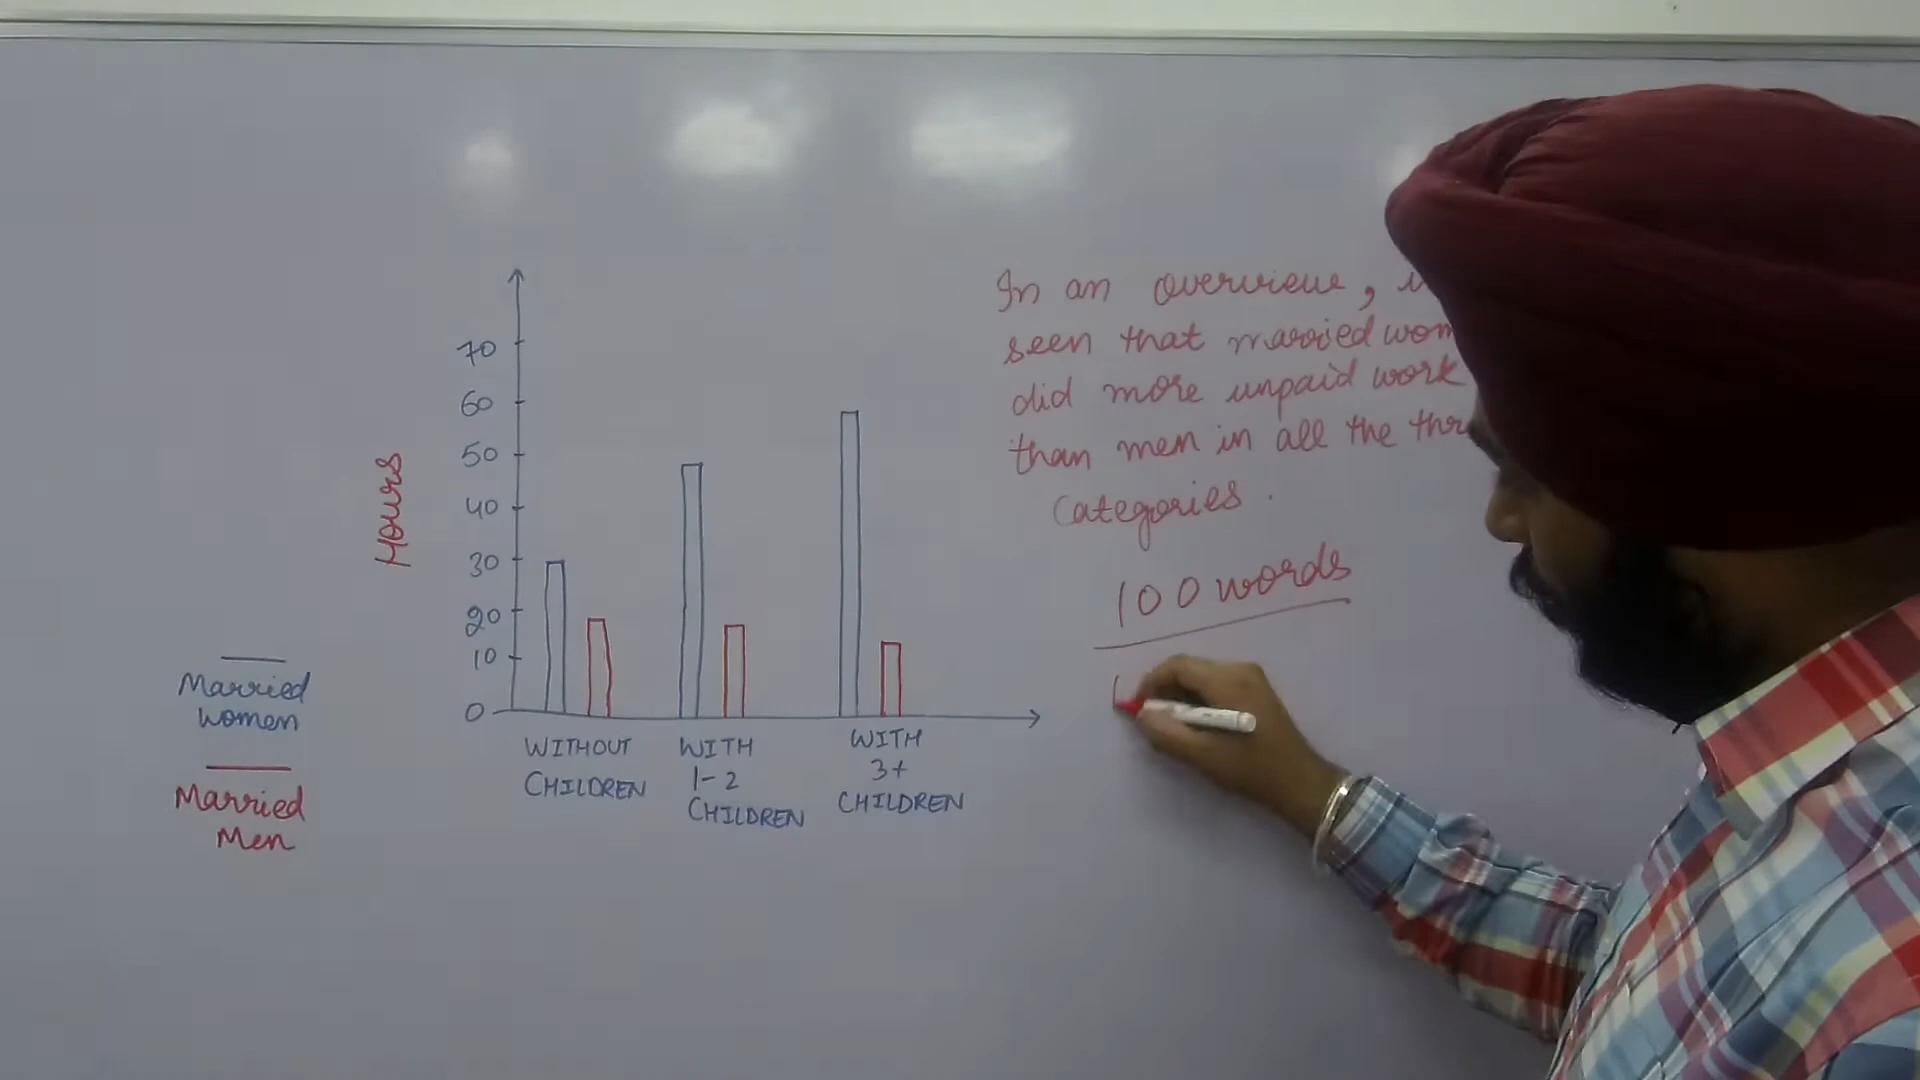 In an overview,
seen that married
did more unpaid work
than men in all the
Categories.
100 words
Hours
70
60
50
40
30
20
10
0
WITHOUT
CHILDREN
WITH
1-2
CHILDREN
WITH
3+
CHILDREN
Married
women
Married
Men